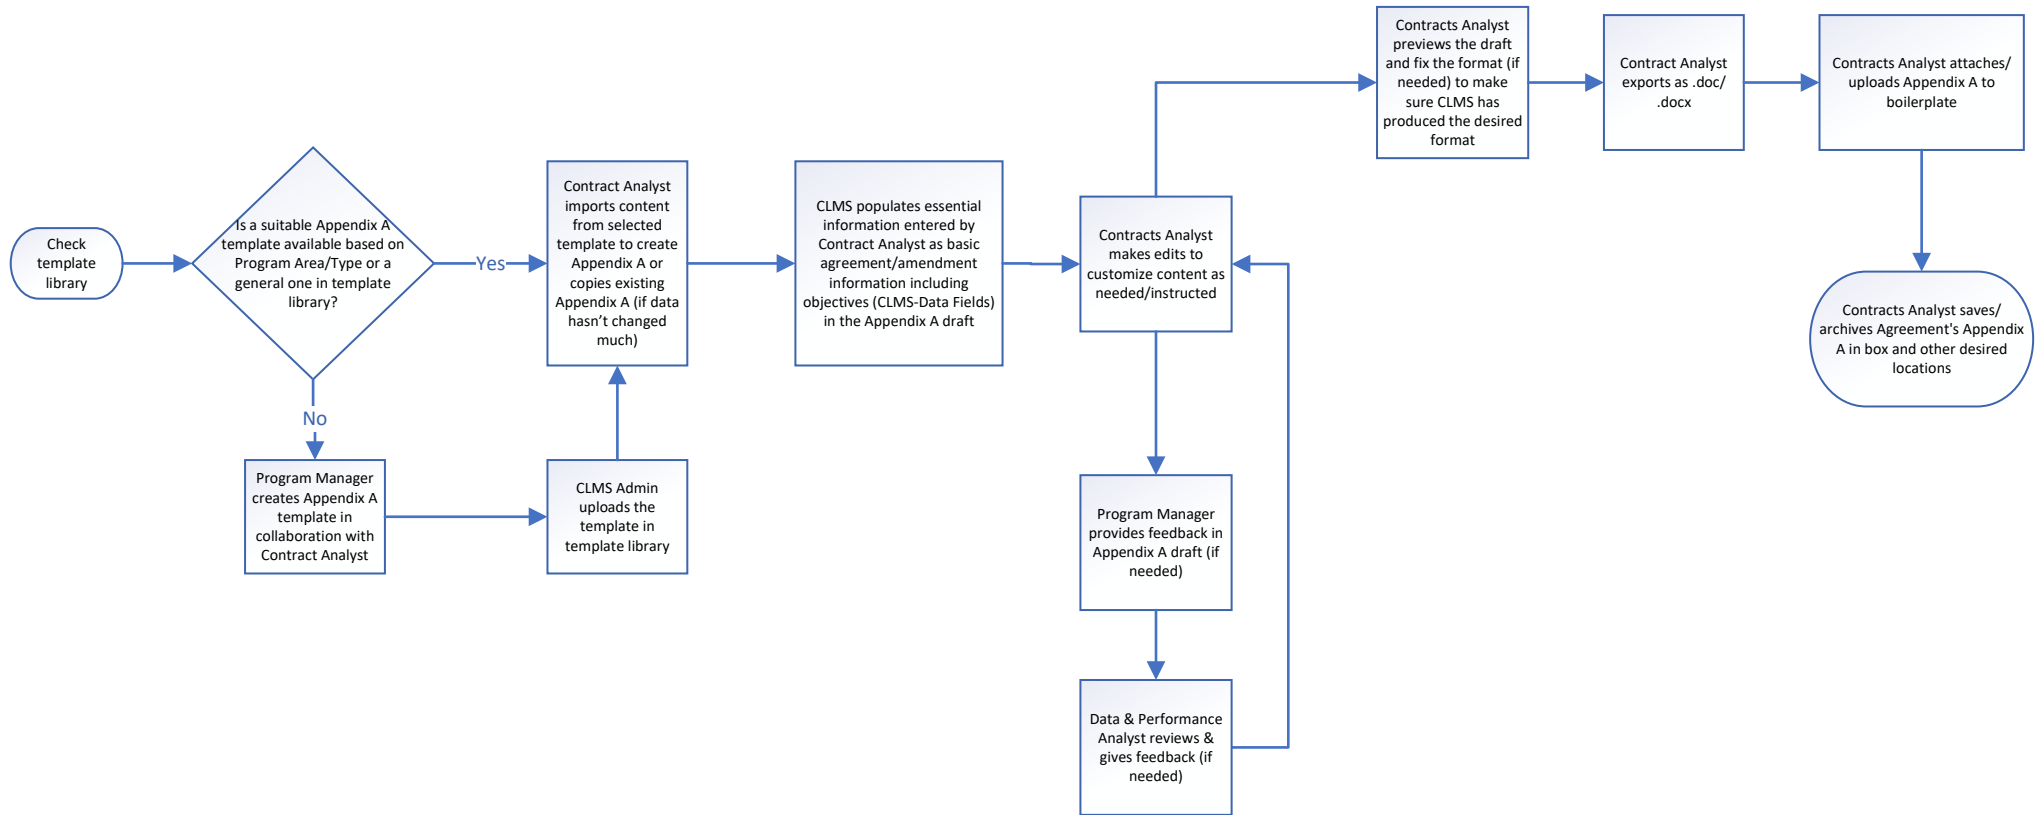 Check
template
library
Is a suitable Appendix A
template available based on
Program Area/Type or a
general one in template
library?
Yes
No
Program Manager
creates Appendix A
template in
collaboration with
Contract Analyst
CLMS Admin
uploads the
template in
template library
Contract Analyst
imports content
from selected
template to create
Appendix A or
copies existing
Appendix A (if data
hasn’t changed
much)
CLMS populates essential
information entered by
Contract Analyst as basic
agreement/amendment
information including
objectives (CLMS-Data Fields)
in the Appendix A draft
Contracts Analyst
makes edits to
customize content as
needed/instructed
Program Manager
provides feedback in
Appendix A draft (if
needed)
Data & Performance
Analyst reviews &
gives feedback (if
needed)
Contracts Analyst
previews the draft
and fix the format (if
needed) to make
sure CLMS has
produced the desired
format
Contract Analyst
exports as .doc/
.docx
Contracts Analyst attaches/
uploads Appendix A to
boilerplate
Contracts Analyst saves/
archives Agreement's Appendix
A in box and other desired
locations